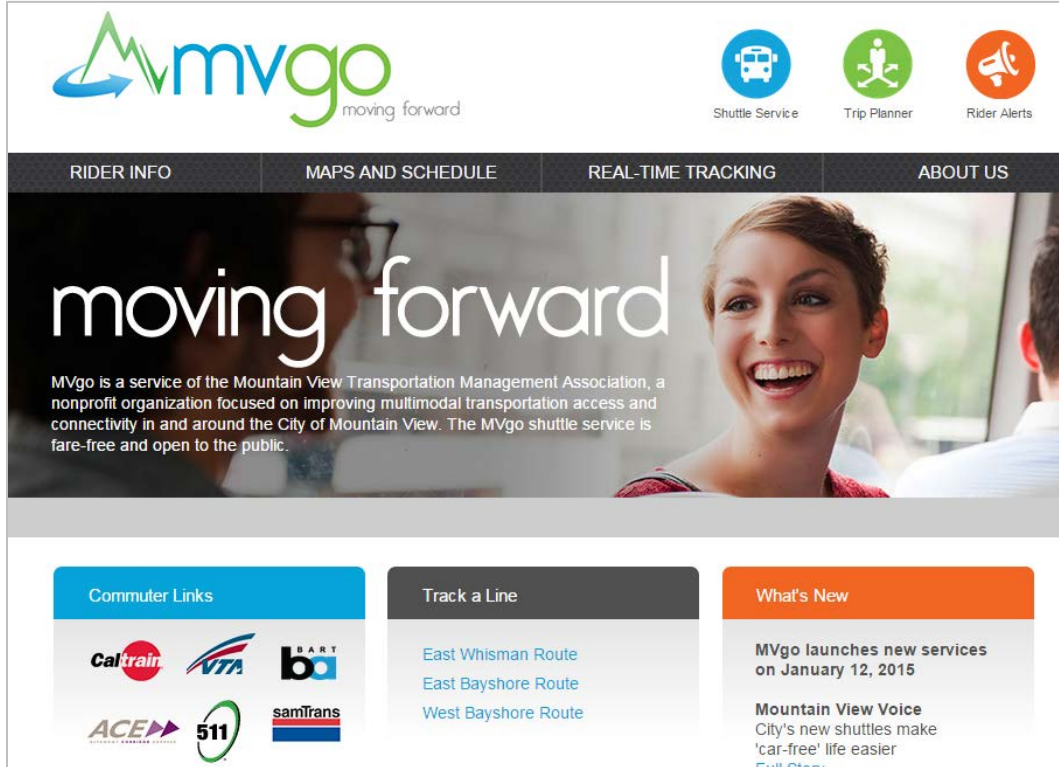 mvgo
moving forward
Shuttle Service
Trip Planner
Rider Alerts
RIDER INFO
MAPS AND SCHEDULE
REAL-TIME TRACKING
ABOUT US
moving forward
MVgo is a service of the Mountain View Transportation Management Association, a
nonprofit organization focused on improving multimodal transportation access and
connectivity in and around the City of Mountain View. The MVgo shuttle service is
fare-free and open to the public.
Commuter Links
Caltrain
VTA
BART
ba
ACE
511
samTrans
Track a Line
East Whisman Route
East Bayshore Route
West Bayshore Route
What's New
MVgo launches new services
on January 12, 2015
Mountain View Voice
City's new shuttles make
'car-free' life easier
Full Story